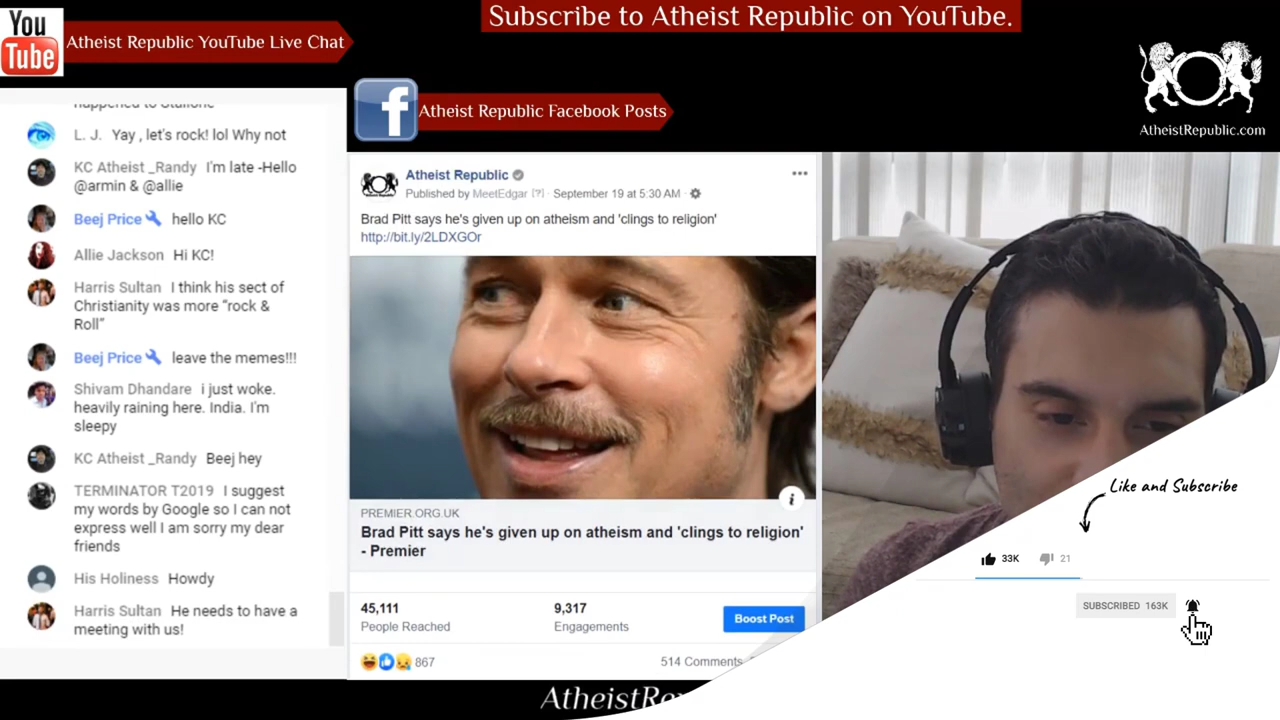 Subscribe to Atheist Republic on YouTube.
You
Tube
Atheist Republic YouTube Live Chat
AtheistRepublic.com
f
Atheist Republic Facebook Posts
happened to Stallone
L. J. Yay , let's rock! lol Why not
KC Atheist _Randy I'm late -Hello
@armin & @allie
Beej Price hello KC
Allie Jackson Hi KC!
Harris Sultan I think his sect of
Christianity was more “rock &
Roll”
Beej Price leave the memes!!!
Shivam Dhandare i just woke.
heavily raining here. India. I'm
sleepy
KC Atheist _Randy Beej hey
TERMINATOR T2019 I suggest
my words by Google so I can not
express well I am sorry my dear
friends
His Holiness Howdy
Harris Sultan He needs to have a
meeting with us!
Atheist Republic
Published by MeetEdgar [?] · September 19 at 5:30 AM ·
Brad Pitt says he's given up on atheism and 'clings to religion'
http://bit.ly/2LDXGOr
i
PREMIER.ORG.UK
Brad Pitt says he's given up on atheism and 'clings to religion'
- Premier
45,111
People Reached
9,317
Engagements
Boost Post
867
514 Comments
Like and Subscribe
33K
21
SUBSCRIBED 163K
AtheistRe